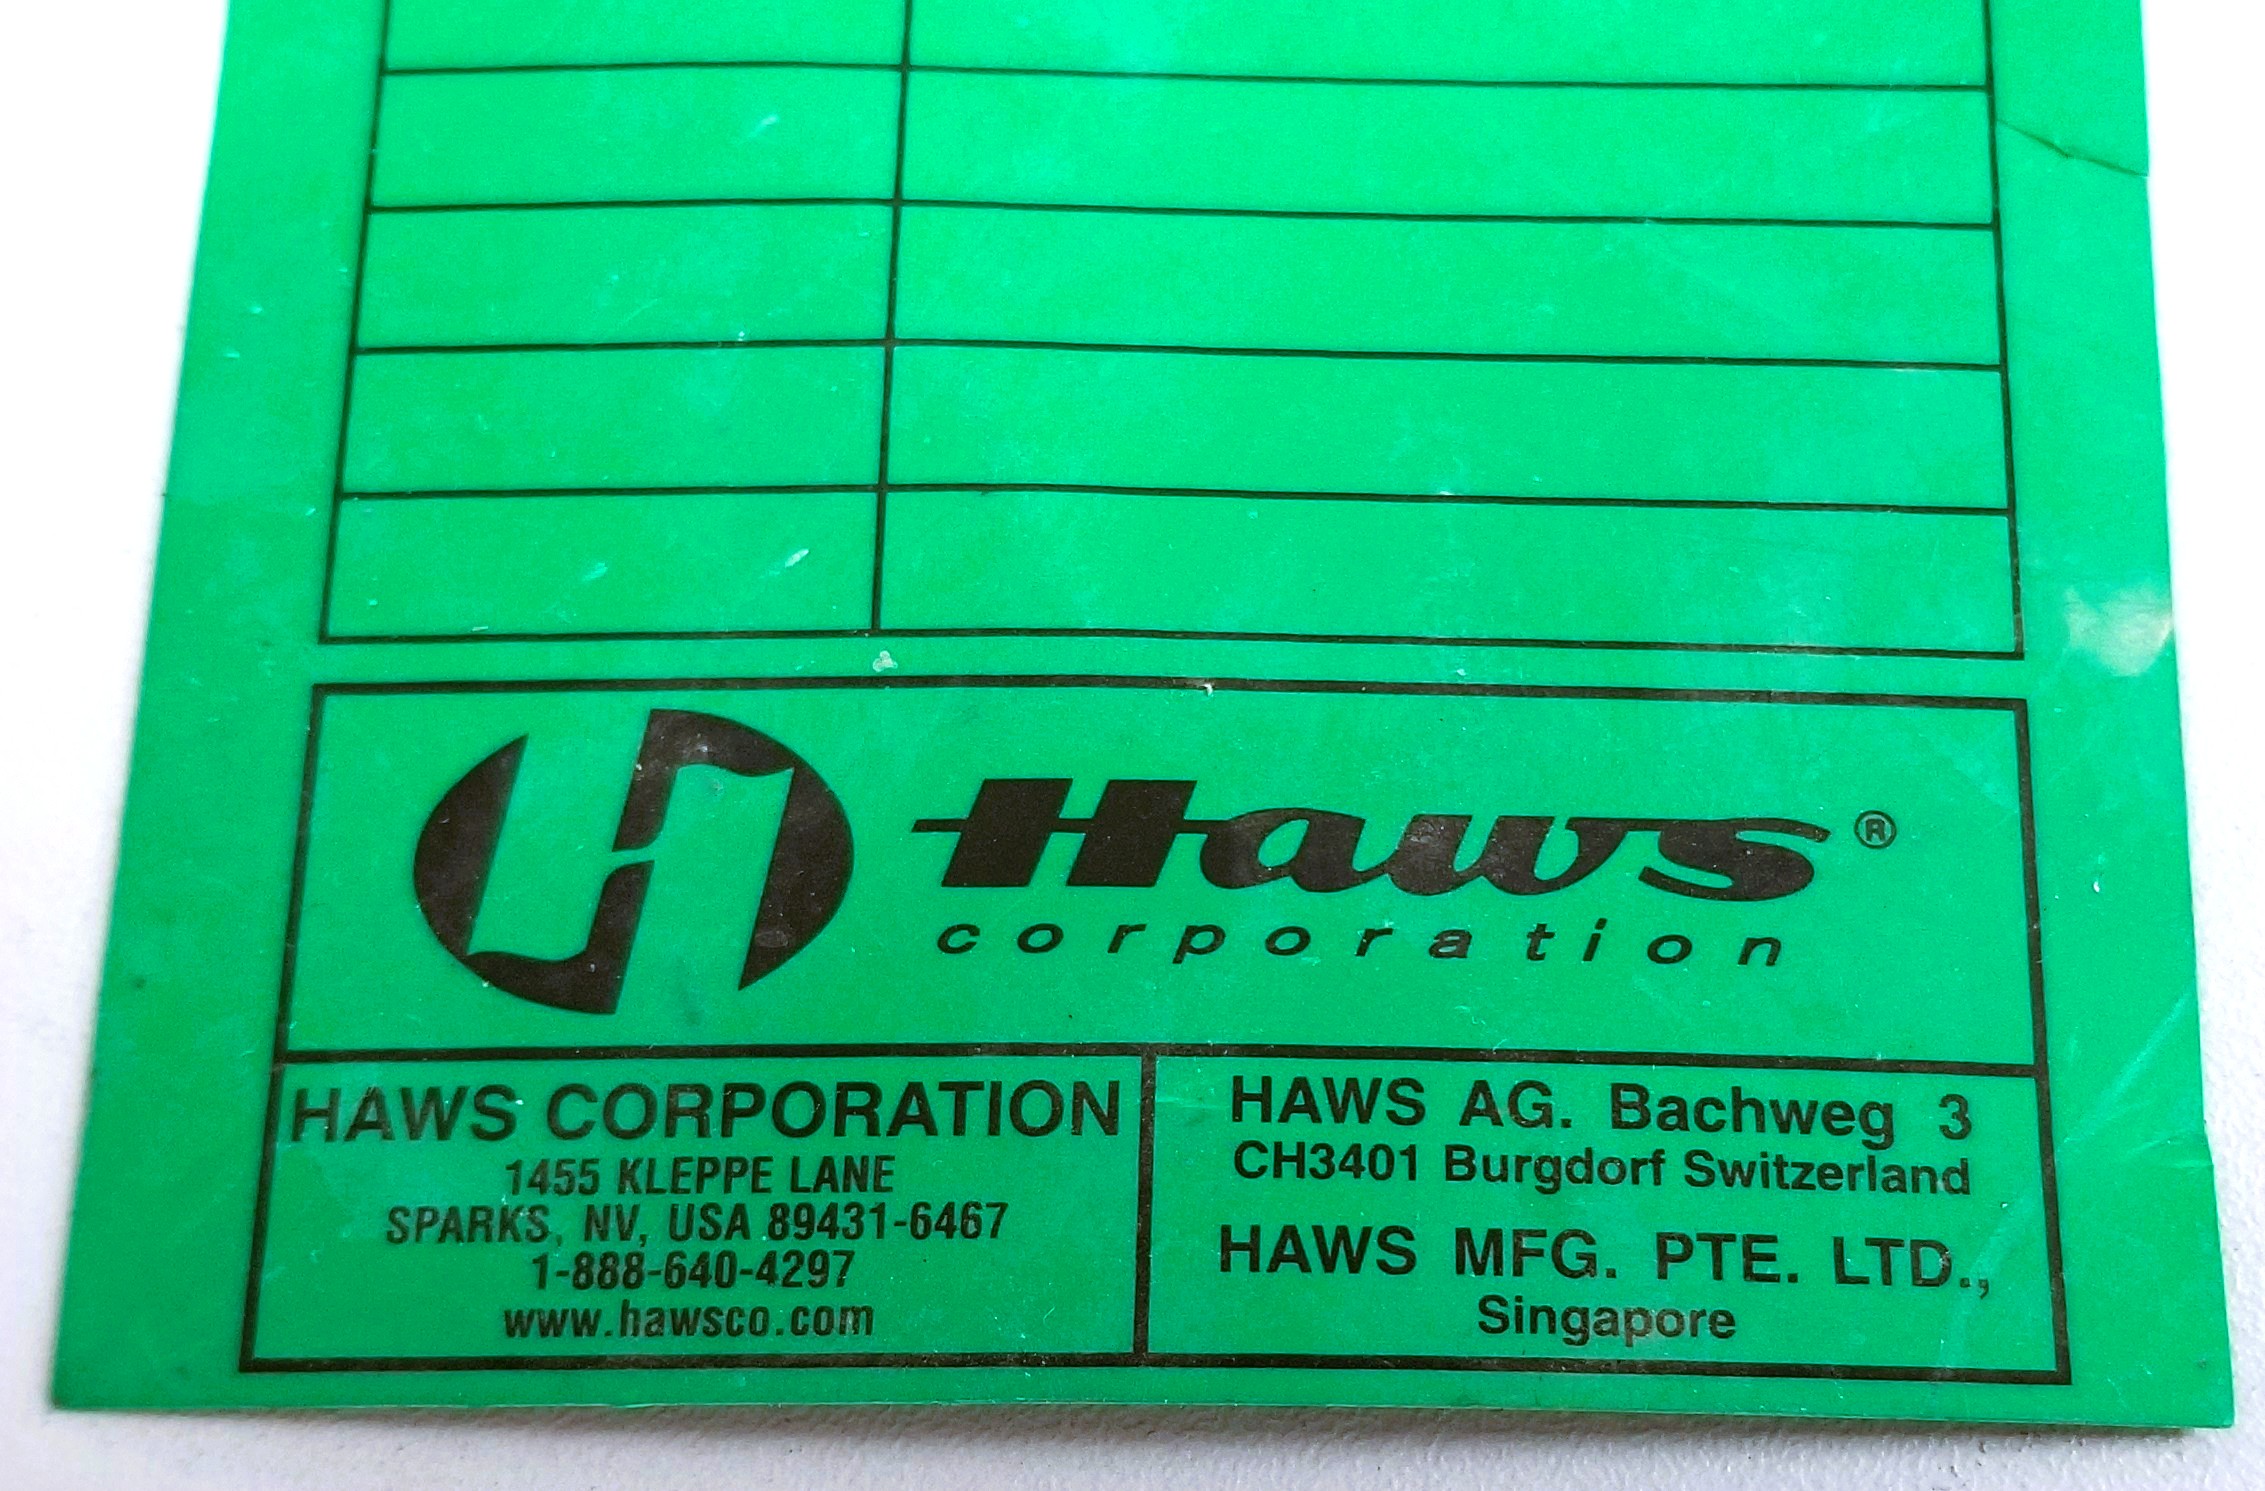 Haws®
corporation
HAWS CORPORATION
1455 KLEPPE LANE
SPARKS, NV, USA 89431-6467
1-888-640-4297
www.hawsco.com
HAWS AG. Bachweg 3
CH3401 Burgdorf Switzerland
HAWS MFG. PTE. LTD.,
Singapore